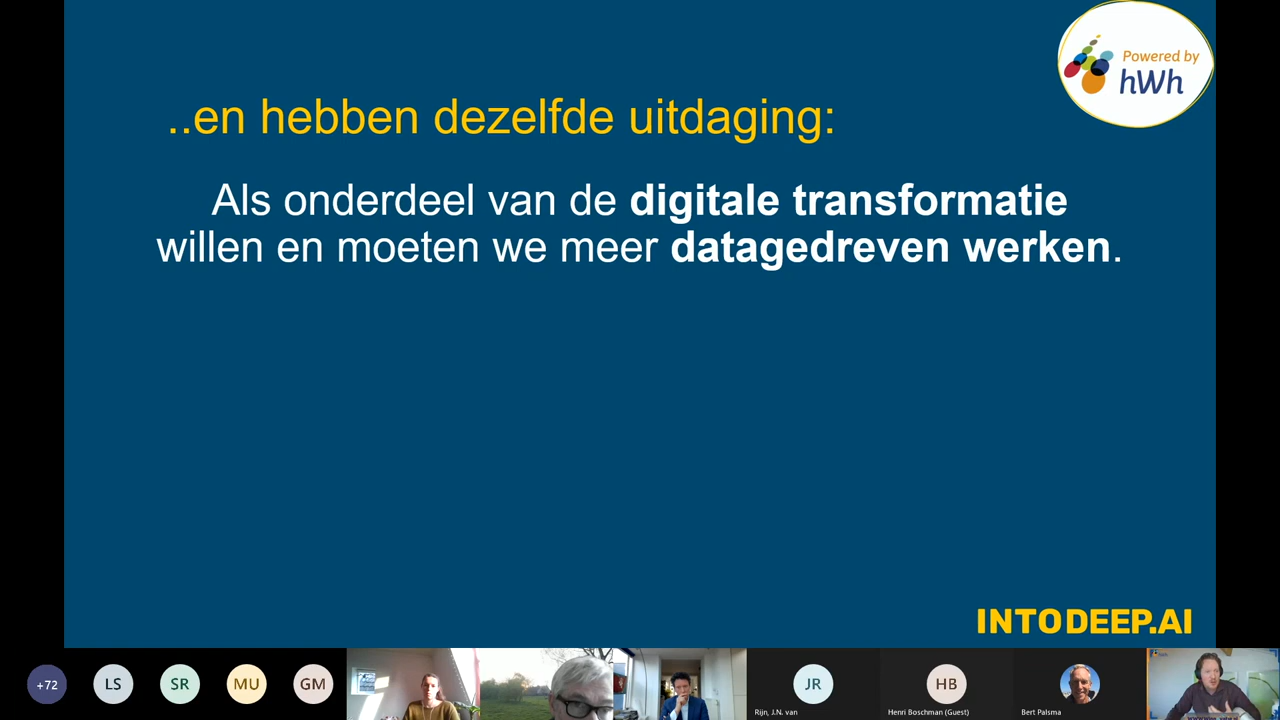 Powered by
hWh
..en hebben dezelfde uitdaging:
Als onderdeel van de digitale transformatie
willen en moeten we meer datagedreven werken.
INTODEEP.AI
+72
LS
SR
MU
GM
JR
Rijn, J.N. van
HB
Henri Boschman (Guest)
Bert Palsma